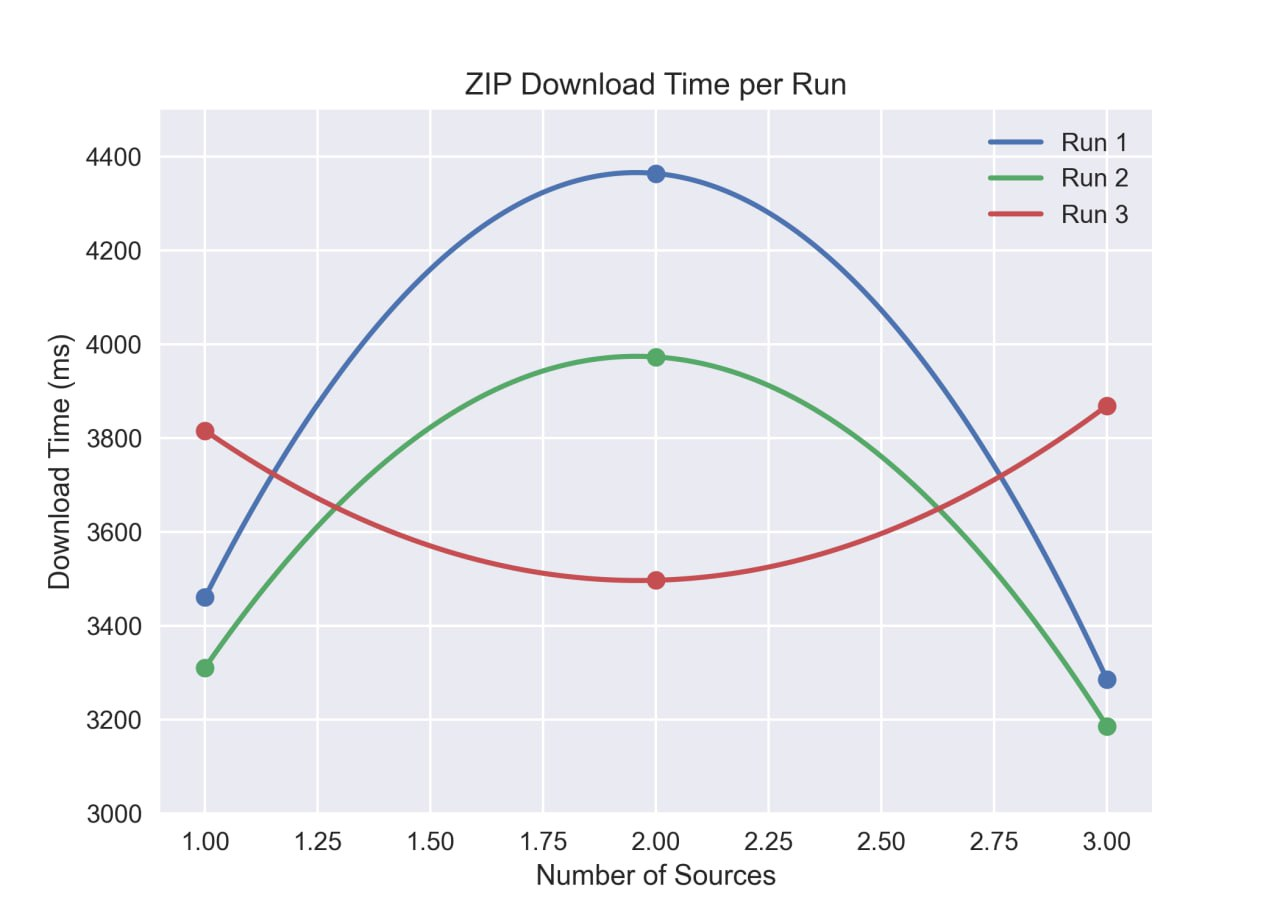 ZIP Download Time per Run
Run 1
Run 2
Run 3
Download Time (ms)
4400
4200
4000
3800
3600
3400
3200
3000
1.00 1.25 1.50 1.75 2.00 2.25 2.50 2.75 3.00
Number of Sources